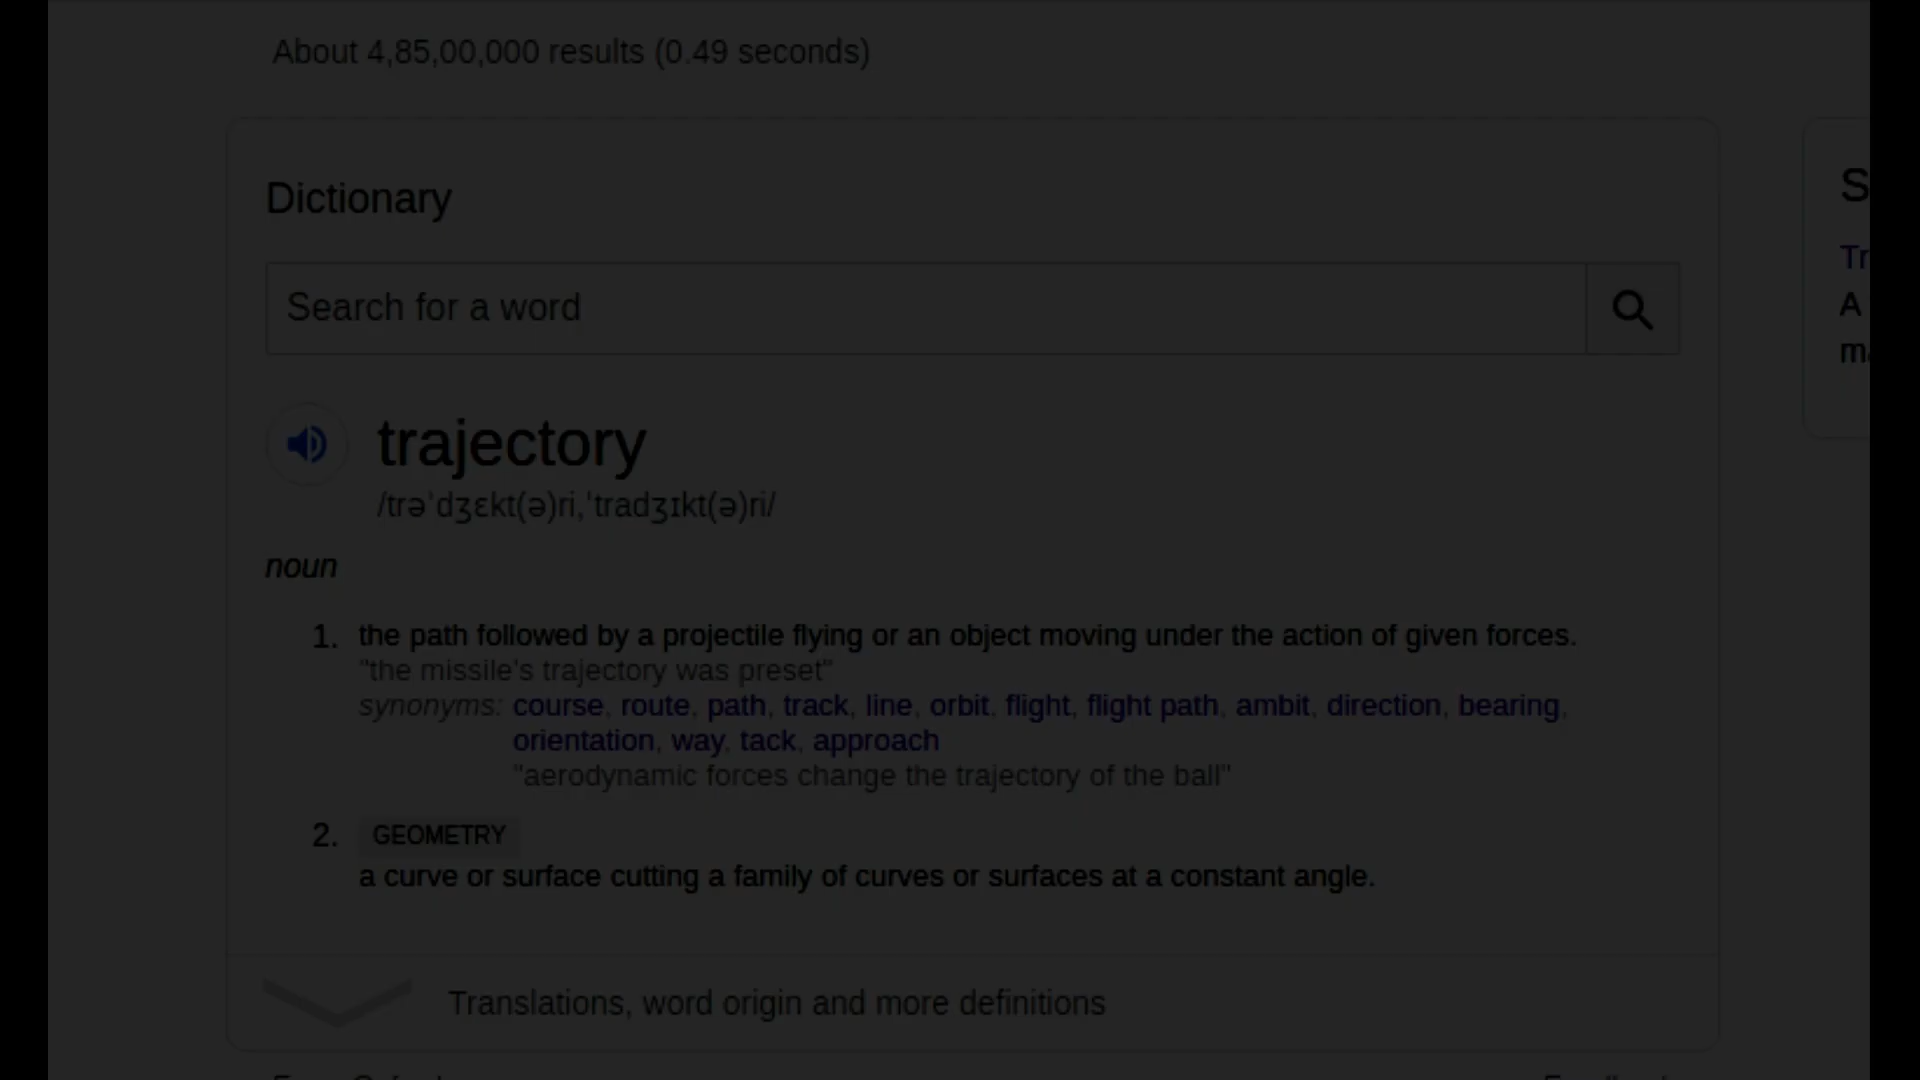 About 4,85,00,000 results (0.49 seconds)
Dictionary
Search for a word
trajectory
/trəˈdʒɛkt(ə)ri,ˈtradʒɪkt(ə)ri/
noun
1. the path followed by a projectile flying or an object moving under the action of given forces.
"the missile's trajectory was preset"
synonyms: course, route, path, track, line, orbit, flight, flight path, ambit, direction, bearing,
orientation, way, tack, approach
"aerodynamic forces change the trajectory of the ball"
2. GEOMETRY
a curve or surface cutting a family of curves or surfaces at a constant angle.
Translations, word origin and more definitions
S
Tr
A